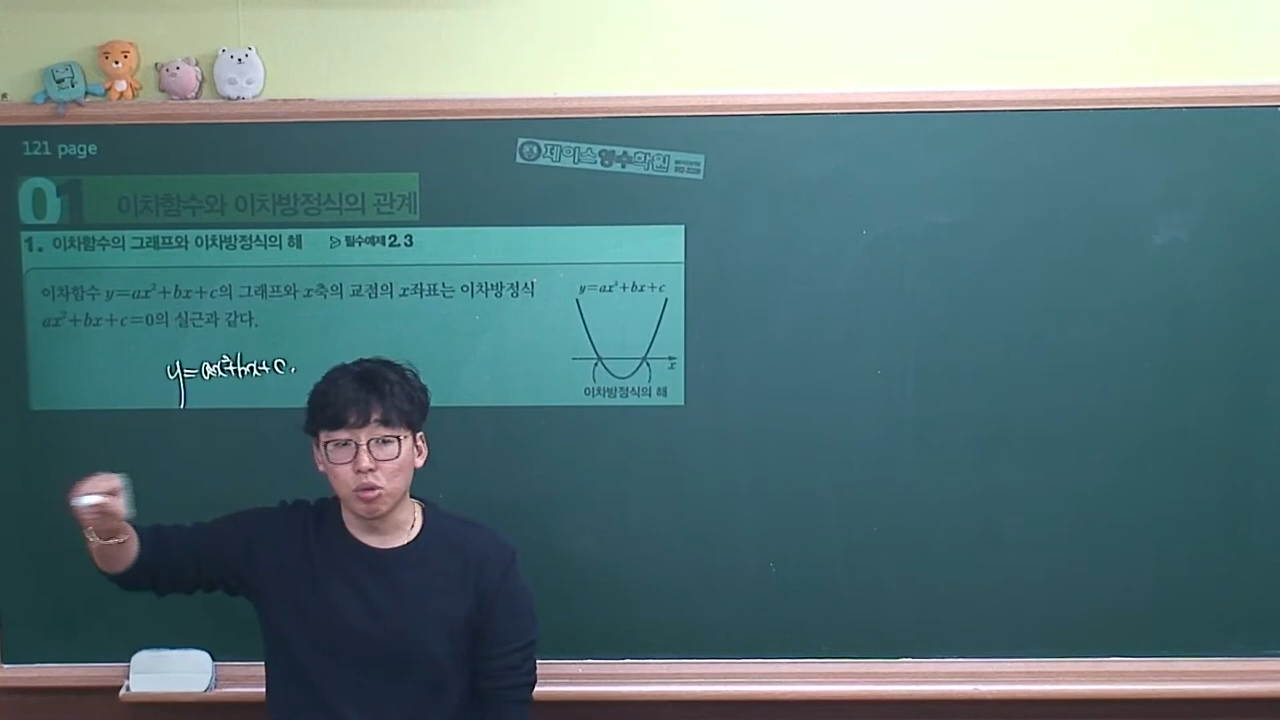 121 page
제이스영수학원
01 이차함수와 이차방정식의 관계
1. 이차함수의 그래프와 이차방정식의 해 ▷ 필수예제 2, 3
이차함수 y=ax²+bx+c의 그래프와 x축의 교점의 x좌표는 이차방정식
ax²+bx+c=0의 실근과 같다.
y=ax²+bx+c
x
이차방정식의 해
y=ax²+bx+c.